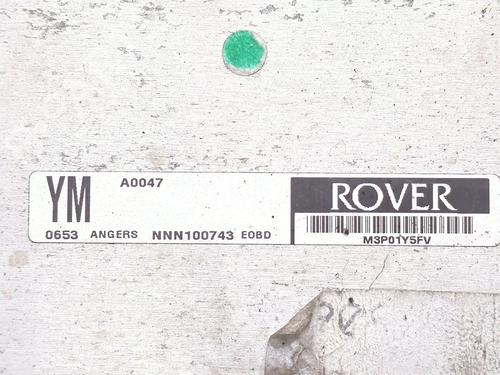 YM A0047
0653 ANGERS NNN100743 EOBD
ROVER
M3P01Y5FV